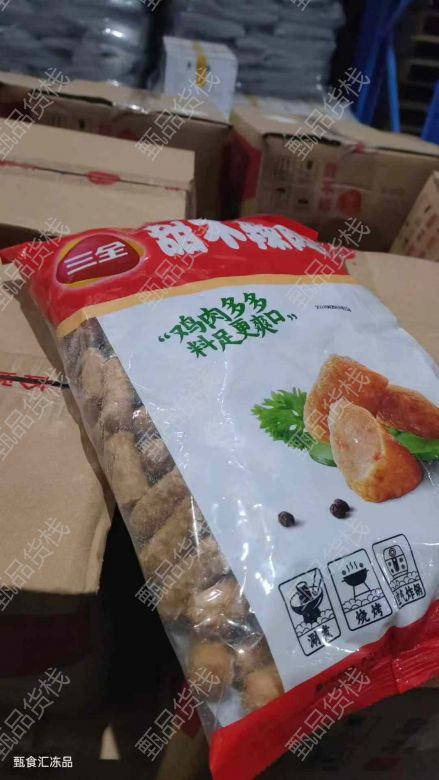 三全
甜不辣
“鸡肉多多
料足更爽口”
涮煮
烧烤
甄品货栈
甄食汇冻品